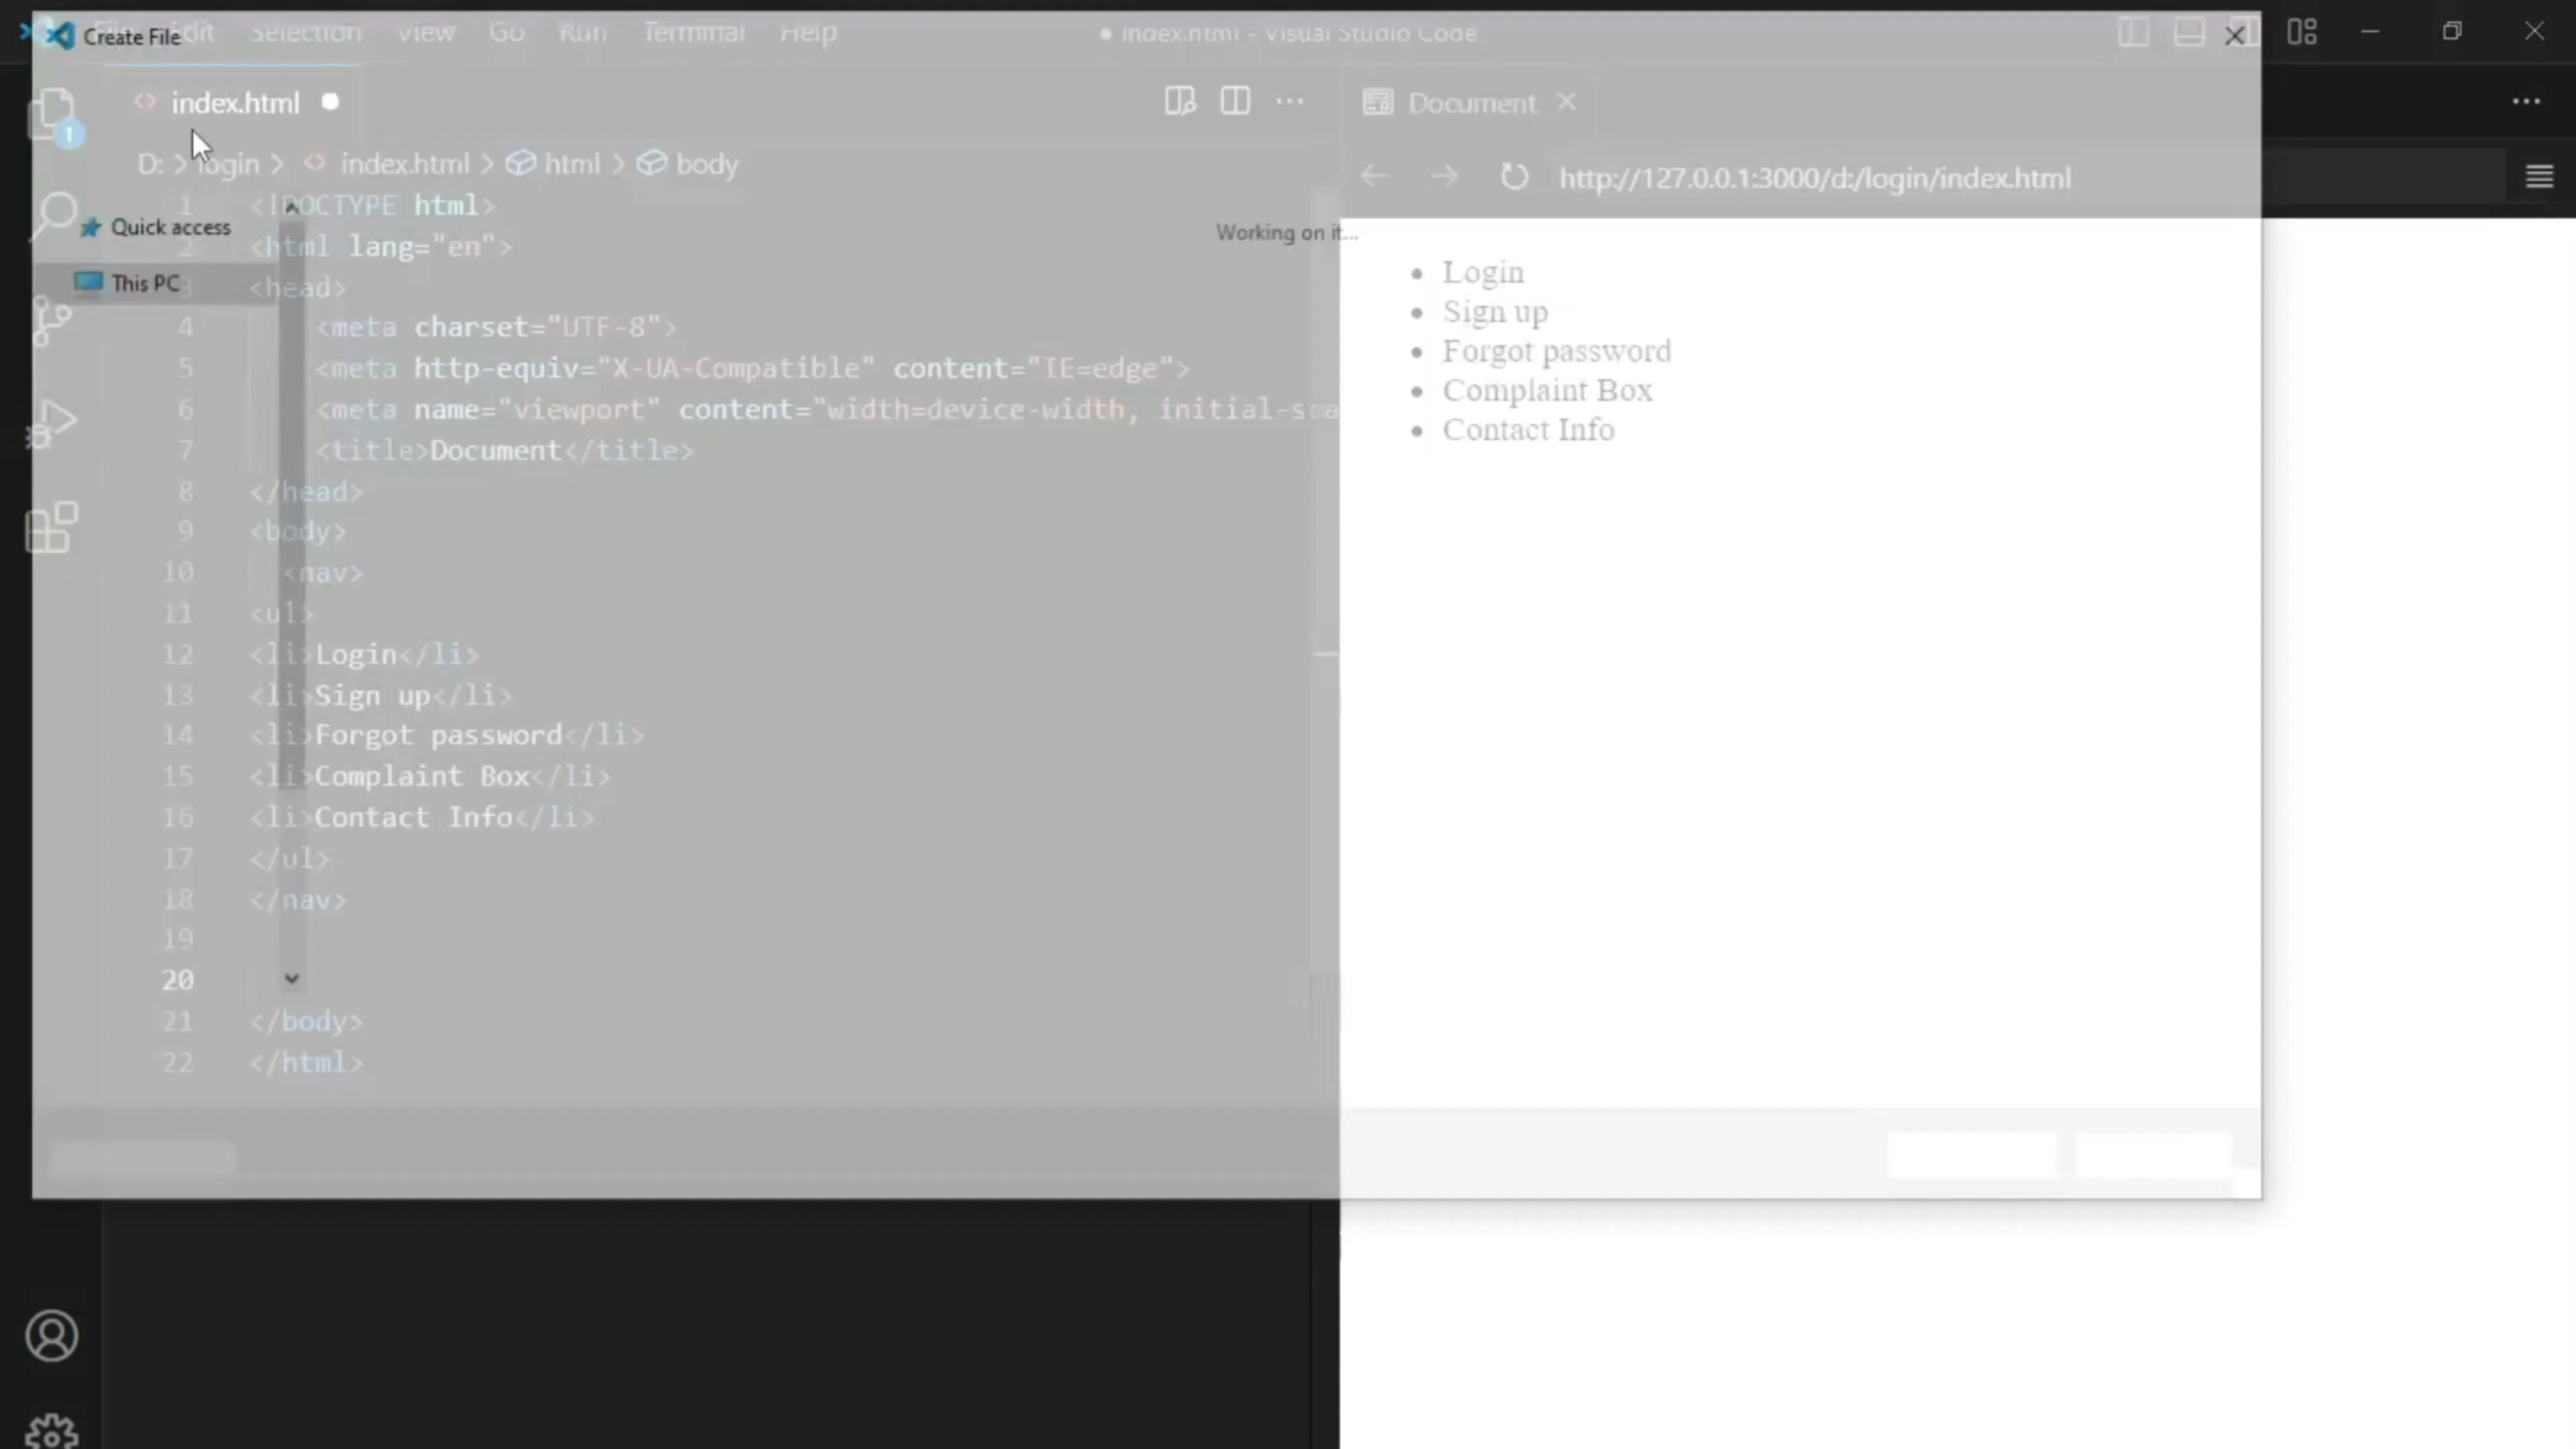 Create File
Edit Selection View Go Run Terminal Help
● index.html - Visual Studio Code
index.html
Document
1
D: > login > index.html > html > body
http://127.0.0.1:3000/d:/login/index.html
Quick access
This PC
Working on it...
1 <!DOCTYPE html>
2 <html lang="en">
3 <head>
4 <meta charset="UTF-8">
5 <meta http-equiv="X-UA-Compatible" content="IE=edge">
6 <meta name="viewport" content="width=device-width, initial-sca
7 <title>Document</title>
8 </head>
9 <body>
10 <nav>
11 <ul>
12 <li>Login</li>
13 <li>Sign up</li>
14 <li>Forgot password</li>
15 <li>Complaint Box</li>
16 <li>Contact Info</li>
17 </ul>
18 </nav>
19
20
21 </body>
22 </html>
• Login
• Sign up
• Forgot password
• Complaint Box
• Contact Info